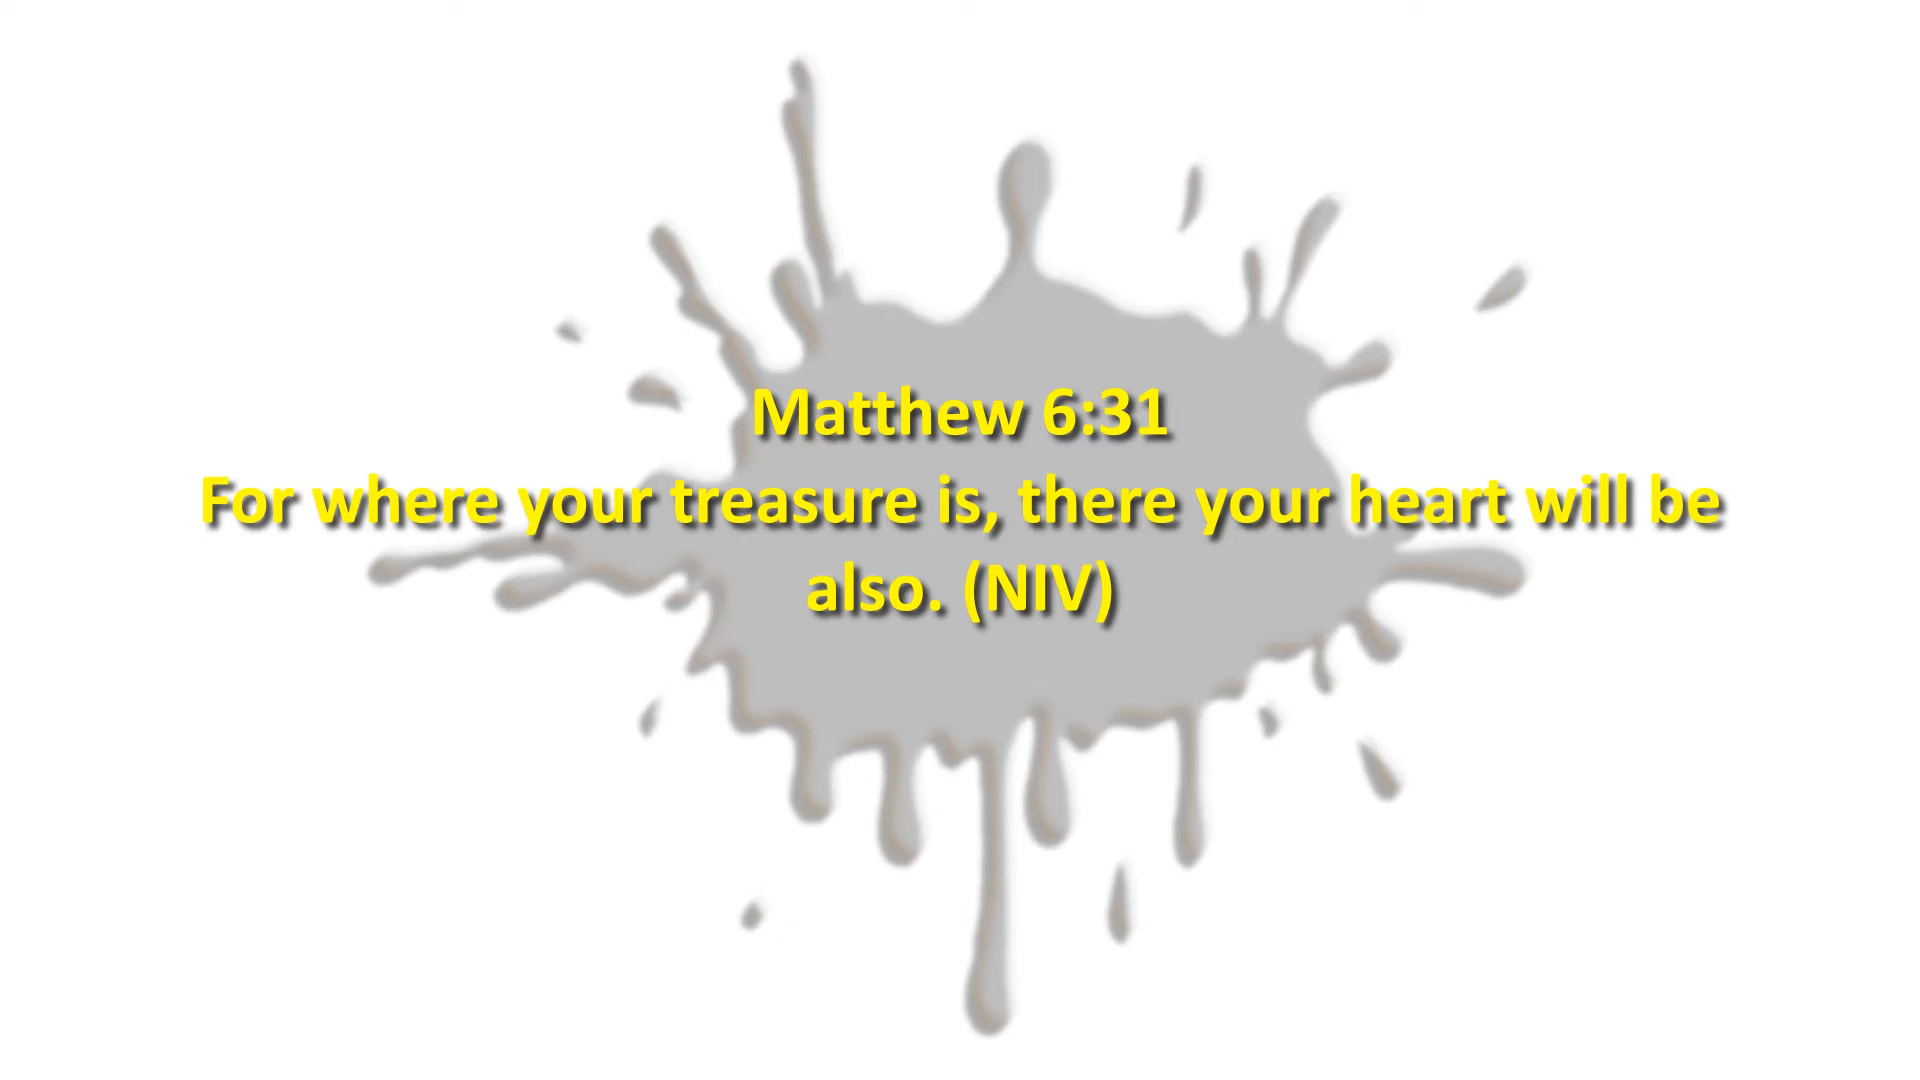 Matthew 6:31
For where your treasure is, there your heart will be
also. (NIV)